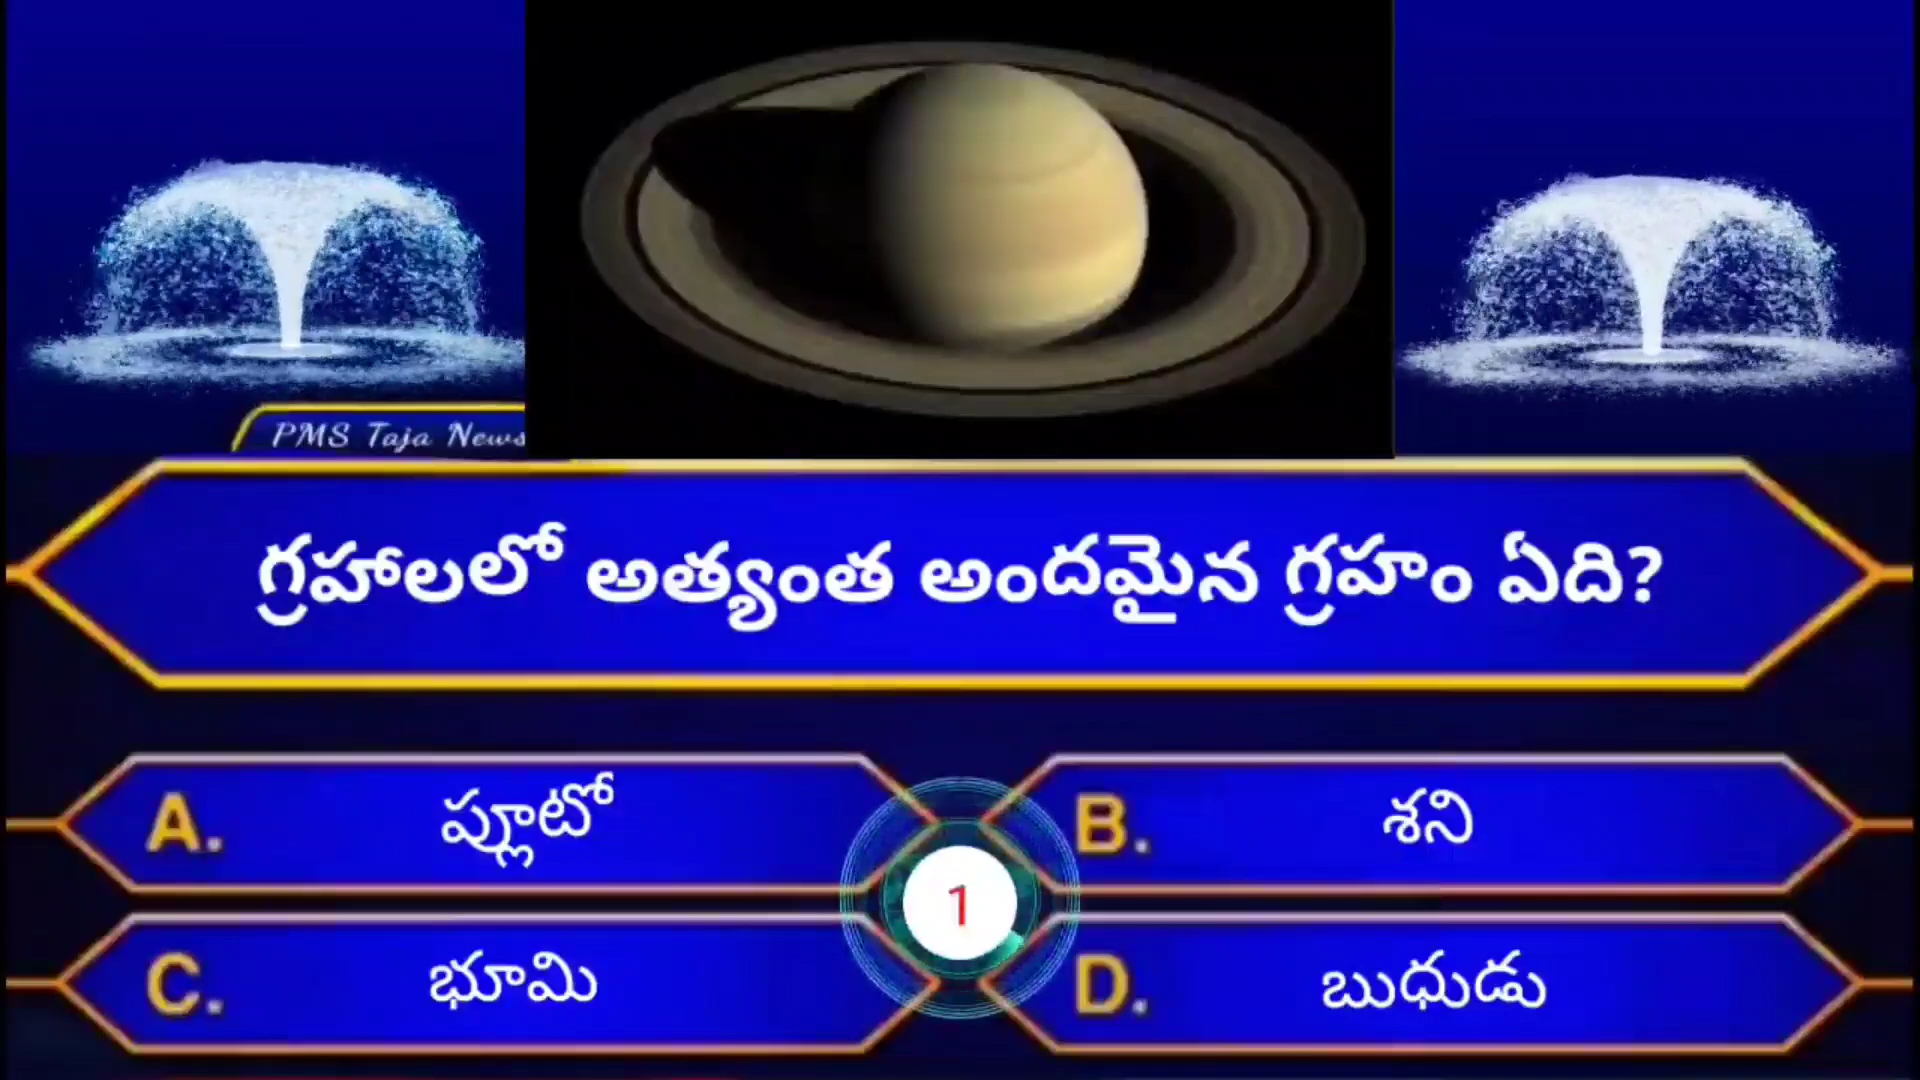 PMS Taja News
గ్రహాలలో అత్యంత అందమైన గ్రహం ఏది?
A. ప్లూటో
B. శని
1
C. భూమి
D. బుధుడు